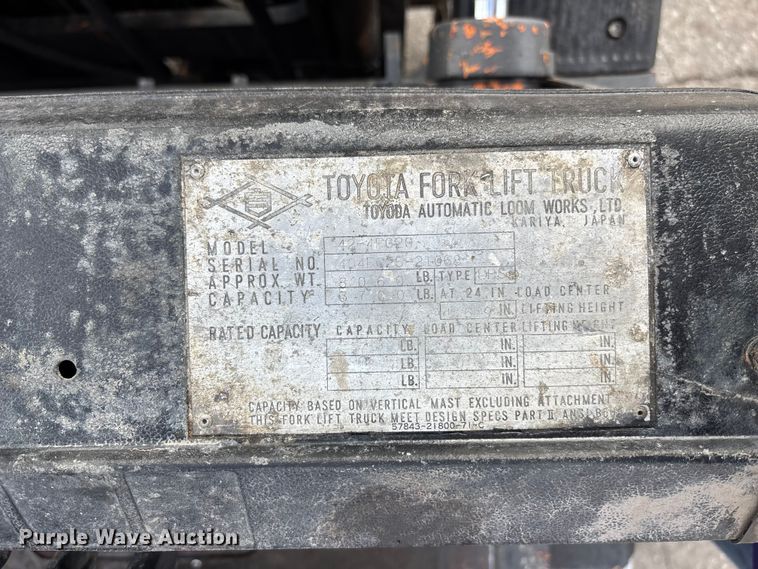 TOYOTA FORK LIFT TRUCK
TOYODA AUTOMATIC LOOM WORKS, LTD
KARIYA, JAPAN
MODEL
SERIAL NO.
APPROX WT. LB. TYPE
CAPACITY LB. AT 24 IN LOAD CENTER
IN. LIFTING HEIGHT
RATED CAPACITY CAPACITY LOAD CENTER LIFTING HEIGHT
LB. IN. IN.
LB. IN. IN.
LB. IN. IN.
CAPACITY BASED ON VERTICAL MAST EXCLUDING ATTACHMENT
THIS FORK LIFT TRUCK MEET DESIGN SPECS PART II ANSI
57843-21800-71-C
Purple Wave Auction